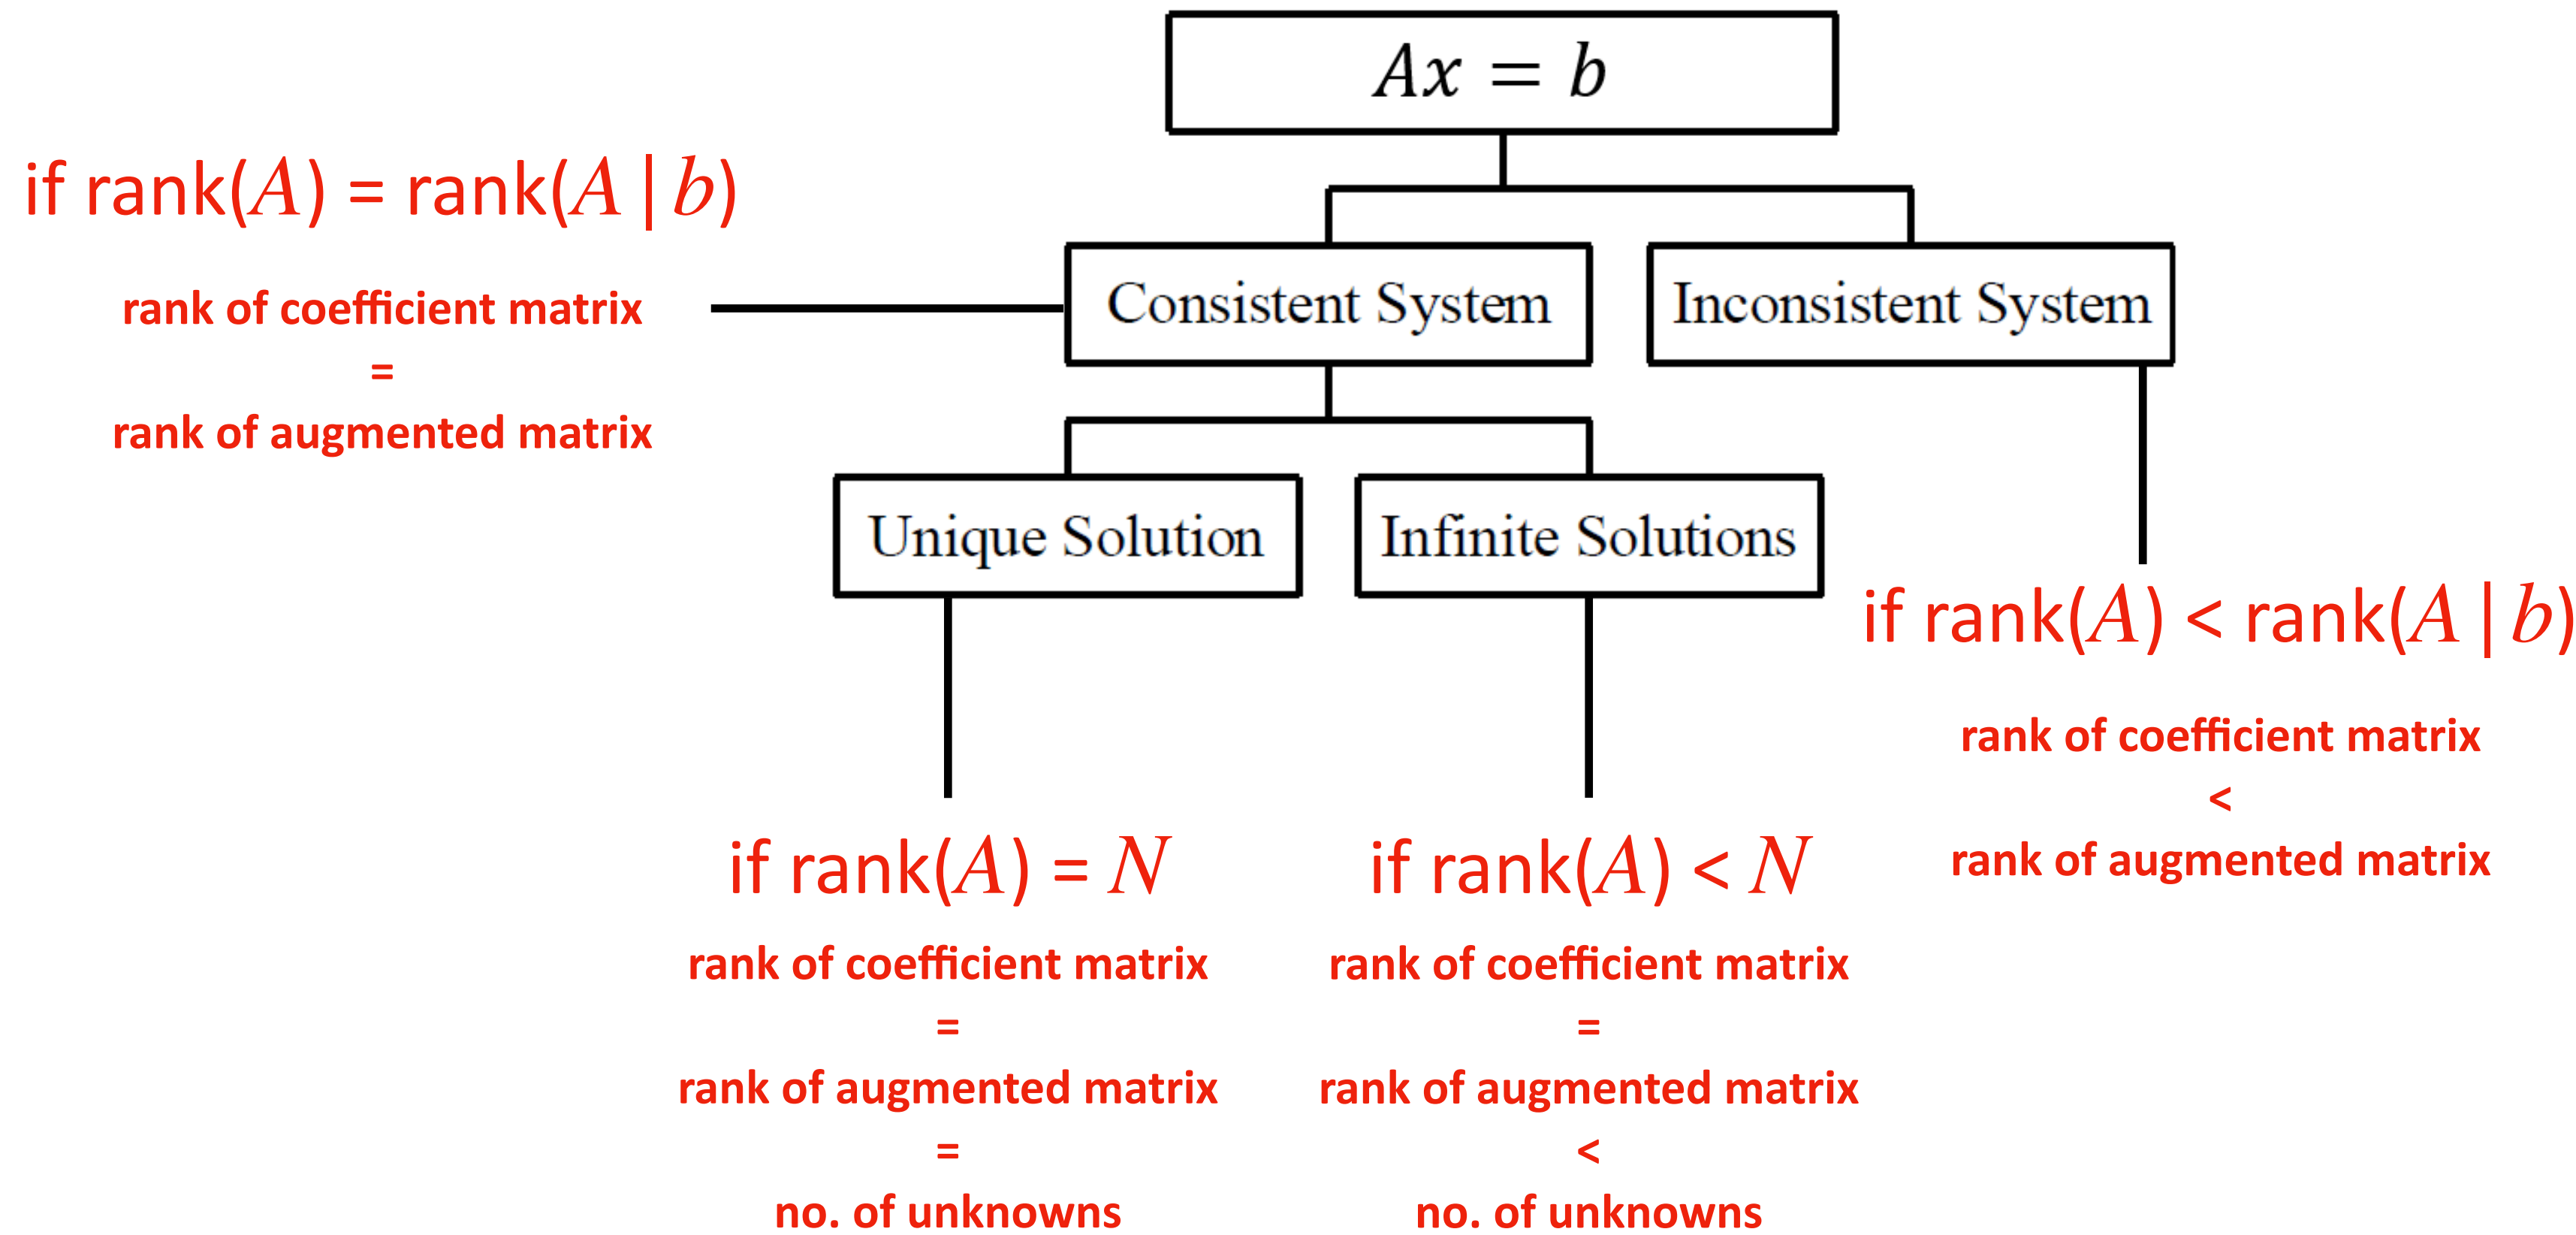 Ax = b
if rank(A) = rank(A | b)
rank of coefficient matrix
=
rank of augmented matrix
Consistent System
Inconsistent System
Unique Solution
Infinite Solutions
if rank(A) < rank(A | b)
rank of coefficient matrix
<
rank of augmented matrix
if rank(A) = N
rank of coefficient matrix
=
rank of augmented matrix
=
no. of unknowns
if rank(A) < N
rank of coefficient matrix
=
rank of augmented matrix
<
no. of unknowns